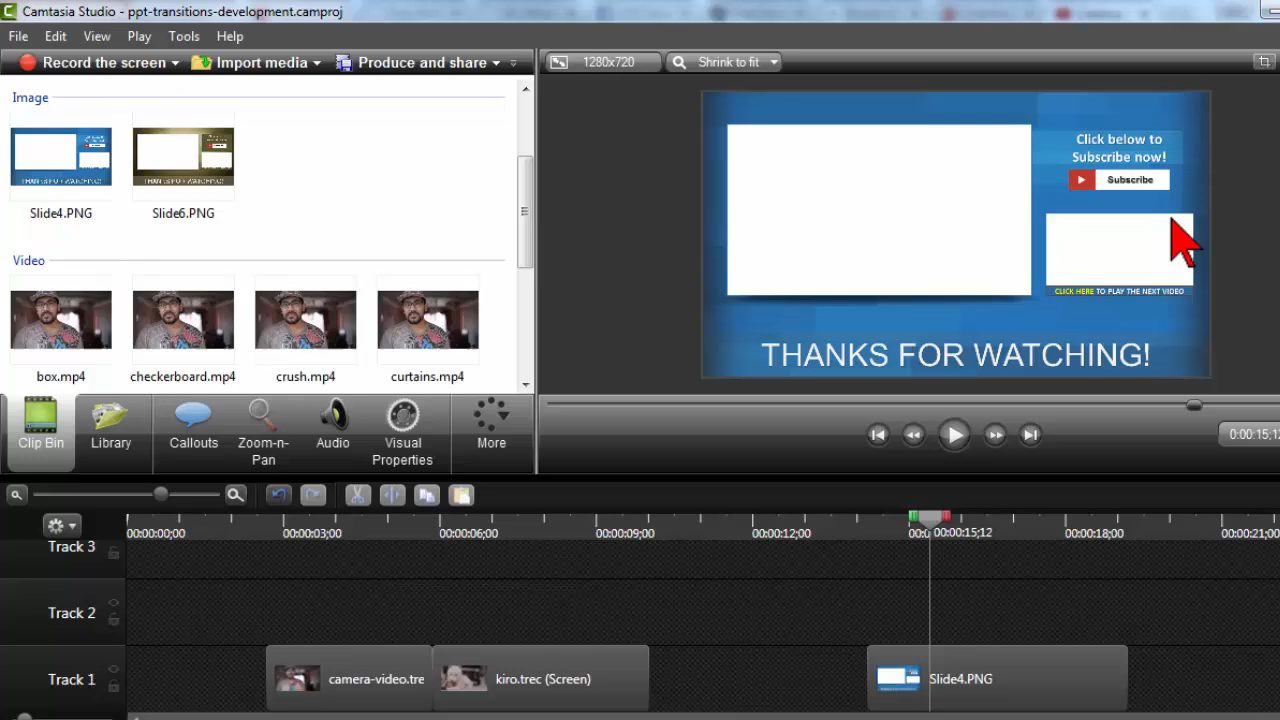 Camtasia Studio - ppt-transitions-development.camproj
File Edit View Play Tools Help
Record the screen Import media Produce and share
1280x720 Shrink to fit
Image
Slide4.PNG Slide6.PNG
Video
box.mp4 checkerboard.mp4 crush.mp4 curtains.mp4
Click below to
Subscribe now!
Subscribe
CLICK HERE TO PLAY THE NEXT VIDEO
THANKS FOR WATCHING!
Clip Bin Library Callouts Zoom-n-Pan Audio Visual Properties More
0:00:15;12
00:00:00;00 00:00:03;00 00:00:06;00 00:00:09;00 00:00:12;00 00:00:15;12 00:00:18;00 00:00:21;00
Track 3
Track 2
Track 1 camera-video.tre kiro.trec (Screen) Slide4.PNG